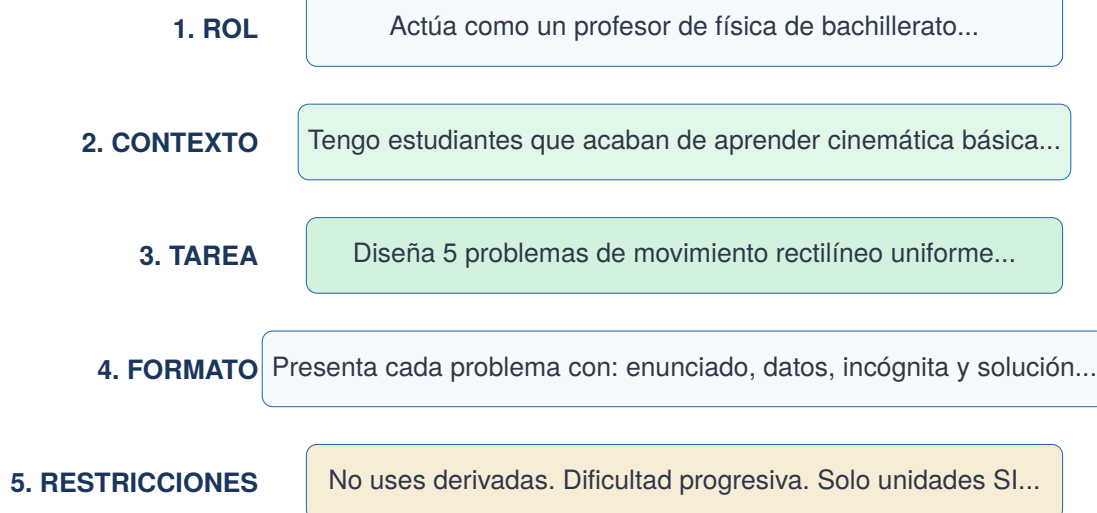 1. ROL
Actúa como un profesor de física de bachillerato...
2. CONTEXTO
Tengo estudiantes que acaban de aprender cinemática básica...
3. TAREA
Diseña 5 problemas de movimiento rectilíneo uniforme...
4. FORMATO
Presenta cada problema con: enunciado, datos, incógnita y solución...
5. RESTRICCIONES
No uses derivadas. Dificultad progresiva. Solo unidades SI...